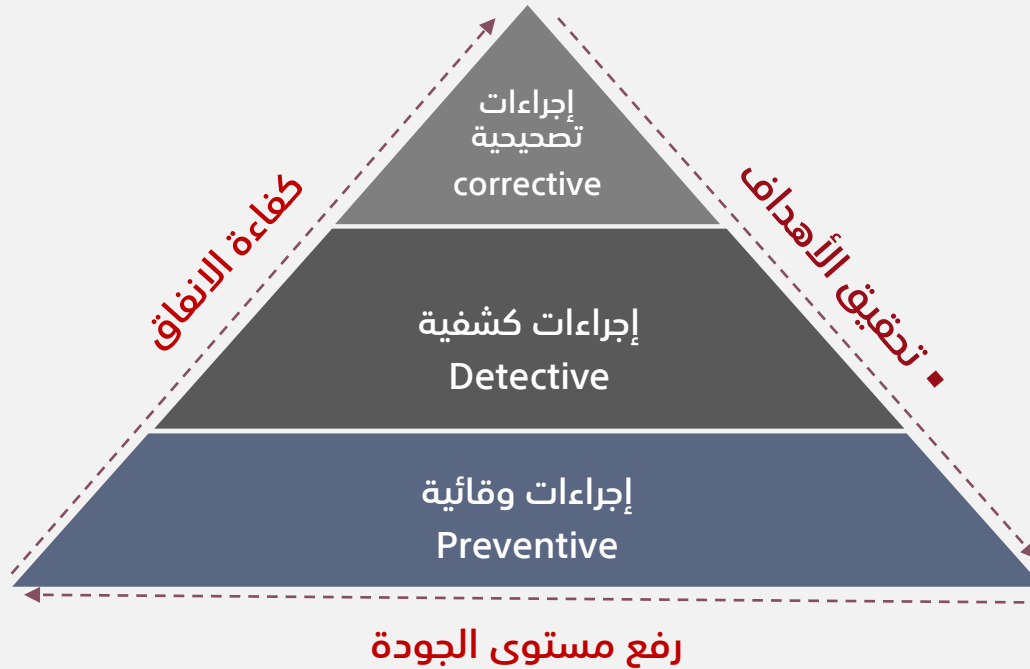 إجراءات
تصحيحية
corrective
كفاءة الانفاق
▪ تحقيق الأهداف
إجراءات كشفية
Detective
إجراءات وقائية
Preventive
رفع مستوى الجودة